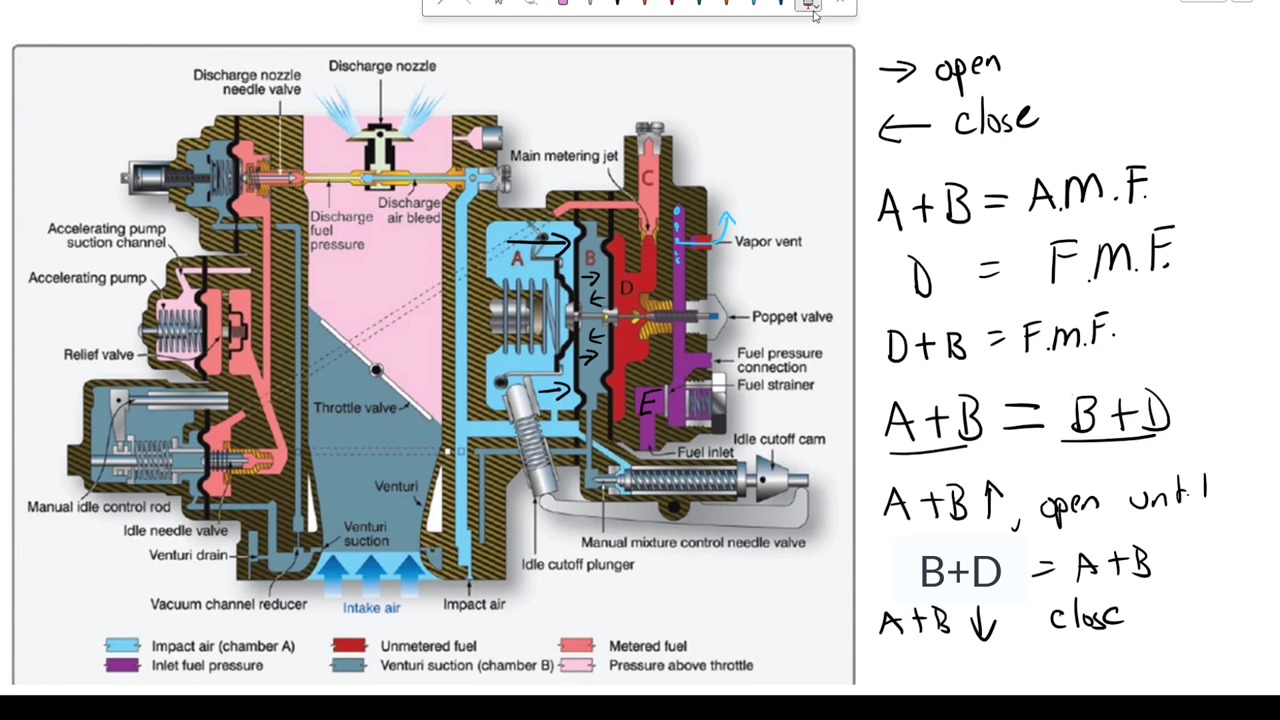 Discharge nozzle
needle valve
Discharge nozzle
Main metering jet
C
Accelerating pump
suction channel
Discharge
fuel
pressure
Discharge
air bleed
Vapor vent
A
B
D
Accelerating pump
Poppet valve
Relief valve
Fuel pressure
connection
Fuel strainer
Throttle valve
E
Idle cutoff cam
Fuel inlet
Manual idle control rod
Venturi
Idle needle valve
Venturi
suction
Venturi drain
Manual mixture control needle valve
Idle cutoff plunger
Vacuum channel reducer
Intake air
Impact air
Impact air (chamber A)
Unmetered fuel
Metered fuel
Inlet fuel pressure
Venturi suction (chamber B)
Pressure above throttle
→ open
← close
A+B = A.M.F.
D = F.M.F.
D+B = F.m.F.
A+B = B+D
A+B ↑, open until
B+D = A+B
A+B ↓ close